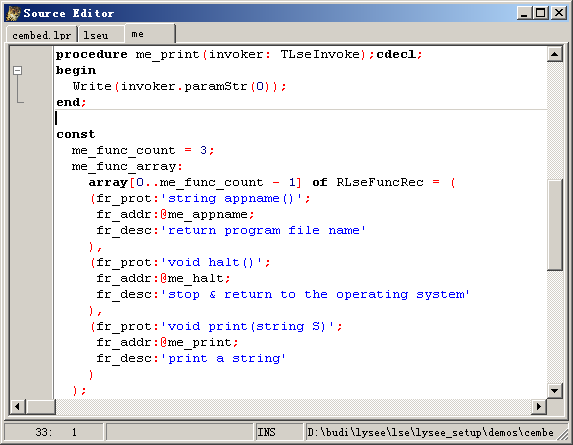 Source Editor
cembed.lpr lseu me
procedure me_print(invoker: TLseInvoke);cdecl;
begin
  Write(invoker.paramStr(0));
end;
const
  me_func_count = 3;
  me_func_array:
    array[0..me_func_count - 1] of RLseFuncRec = (
    (fr_prot:'string appname()';
     fr_addr:@me_appname;
     fr_desc:'return program file name'
    ),
    (fr_prot:'void halt()';
     fr_addr:@me_halt;
     fr_desc:'stop & return to the operating system'
    ),
    (fr_prot:'void print(string S)';
     fr_addr:@me_print;
     fr_desc:'print a string'
    )
  );
33: 1 INS D:\budi\lysee\lse\lysee_setup\demos\cembe